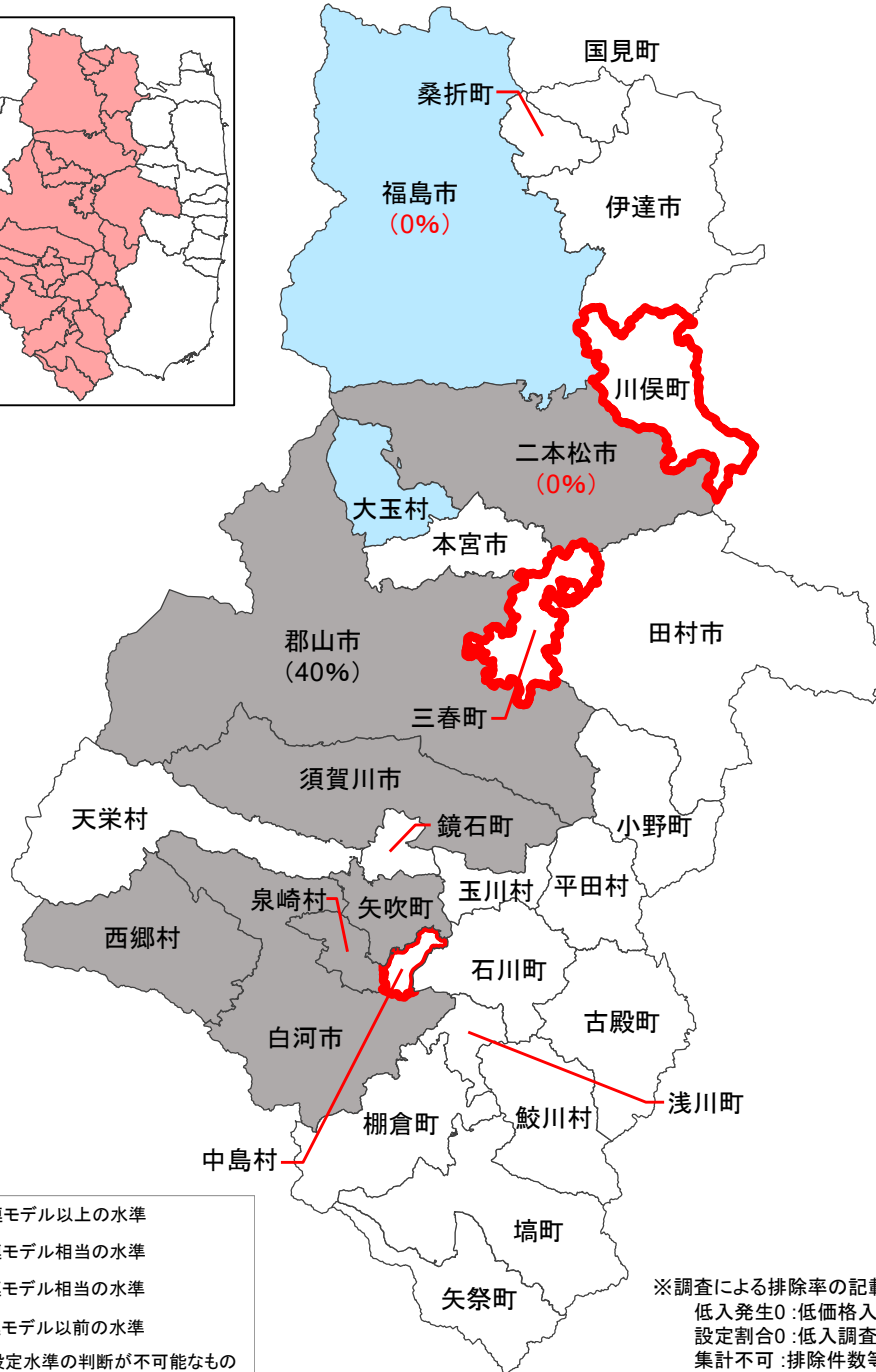 国見町
桑折町
福島市
(0%)
伊達市
川俣町
二本松市
(0%)
大玉村
本宮市
田村市
郡山市
(40%)
三春町
須賀川市
天栄村
鏡石町
小野町
玉川村
平田村
泉崎村
矢吹町
西郷村
石川町
古殿町
白河市
浅川町
棚倉町
鮫川村
中島村
塙町
矢祭町
モデル以上の水準
モデル相当の水準
モデル相当の水準
モデル以前の水準
設定水準の判断が不可能なもの
※調査による排除率の記載
低入発生0:低価格入
設定割合0:低入調査
集計不可:排除件数等